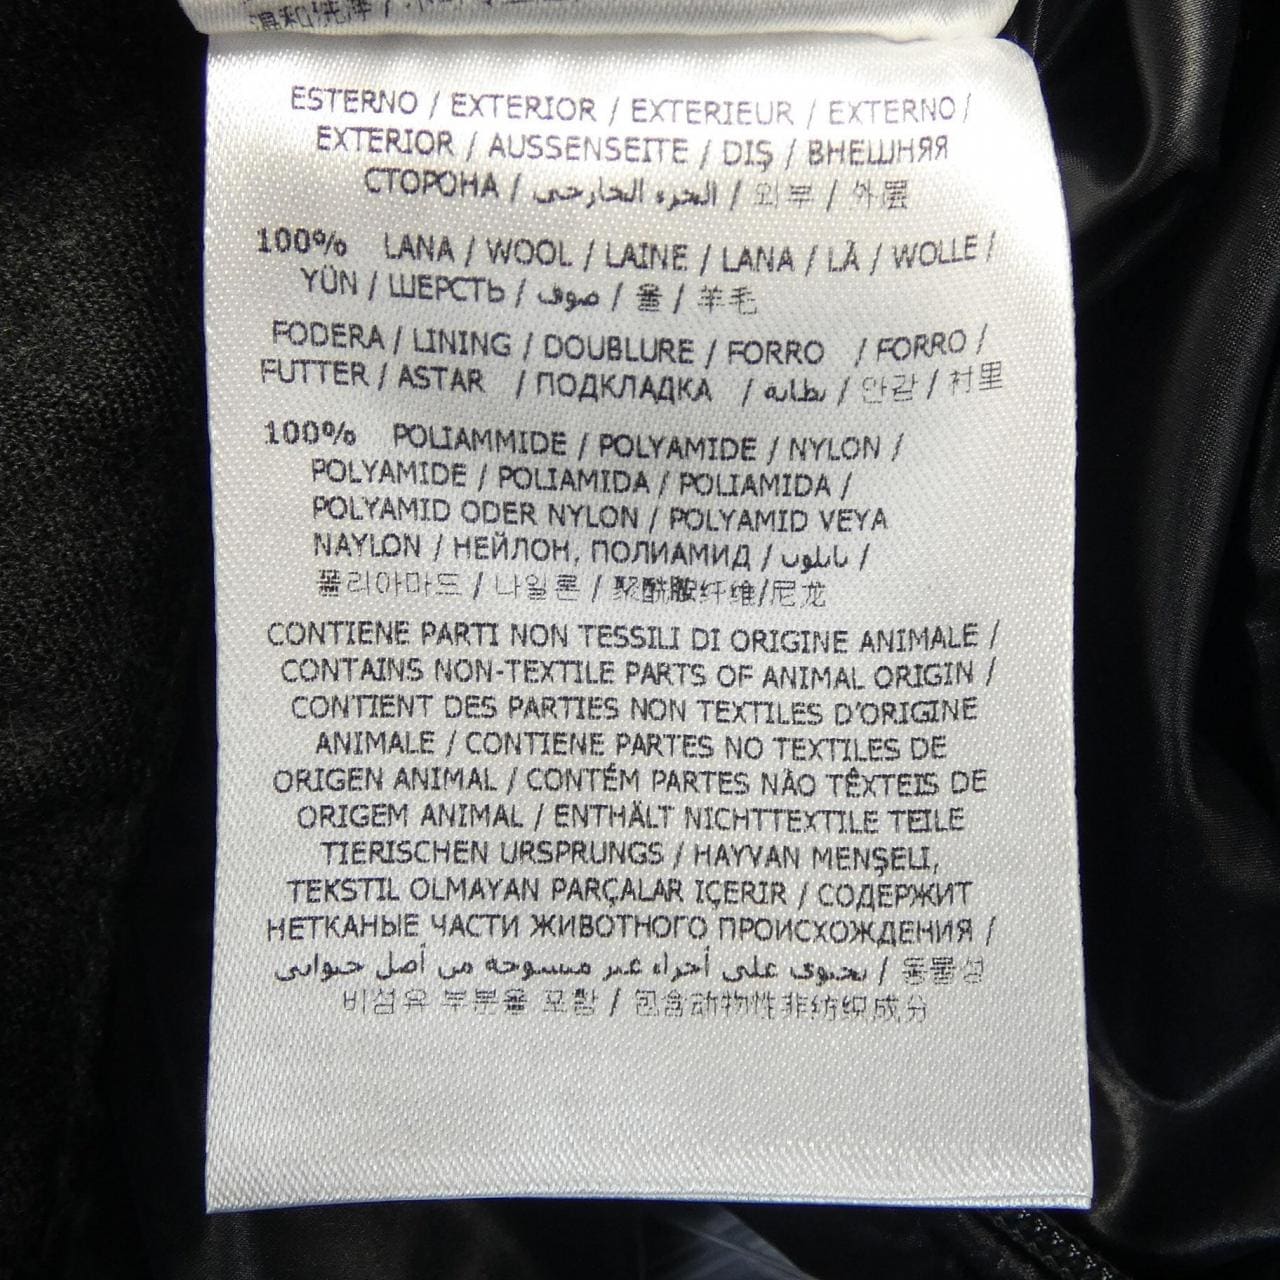 温和洗涤 /
ESTERNO / EXTERIOR / EXTERIEUR / EXTERNO /
EXTERIOR / AUSSENSEITE / DIŞ / ВНЕШНЯЯ
СТОРОНА / الجزء الخارجي / 외부 / 外层
100% LANA / WOOL / LAINE / LANA / LÃ / WOLLE /
YÜN / ШЕРСТЬ / صوف / 울 / 羊毛
FODERA / LINING / DOUBLURE / FORRO / FORRO /
FUTTER / ASTAR / ПОДКЛАДКА / بطانة / 안감 / 衬里
100% POLIAMMIDE / POLYAMIDE / NYLON /
POLYAMIDE / POLIAMIDA / POLIAMIDA /
POLYAMID ODER NYLON / POLYAMID VEYA
NAYLON / НЕЙЛОН, ПОЛИАМИД / نايلون /
폴리아마드 / 나일론 / 聚酰胺纤维/尼龙
CONTIENE PARTI NON TESSILI DI ORIGINE ANIMALE /
CONTAINS NON-TEXTILE PARTS OF ANIMAL ORIGIN /
CONTIENT DES PARTIES NON TEXTILES D'ORIGINE
ANIMALE / CONTIENE PARTES NO TEXTILES DE
ORIGEN ANIMAL / CONTÉM PARTES NÃO TÊXTEIS DE
ORIGEM ANIMAL / ENTHÄLT NICHTTEXTILE TEILE
TIERISCHEN URSPRUNGS / HAYVAN MENŞELI,
TEKSTIL OLMAYAN PARÇALAR IÇERIR / СОДЕРЖИТ
НЕТКАНЫЕ ЧАСТИ ЖИВОТНОГО ПРОИСХОЖДЕНИЯ /
يحتوي على أجزاء غير منسوجة من أصل حيواني / 동물성
비섬유 부분을 포함 / 包含动物性非纺织成分